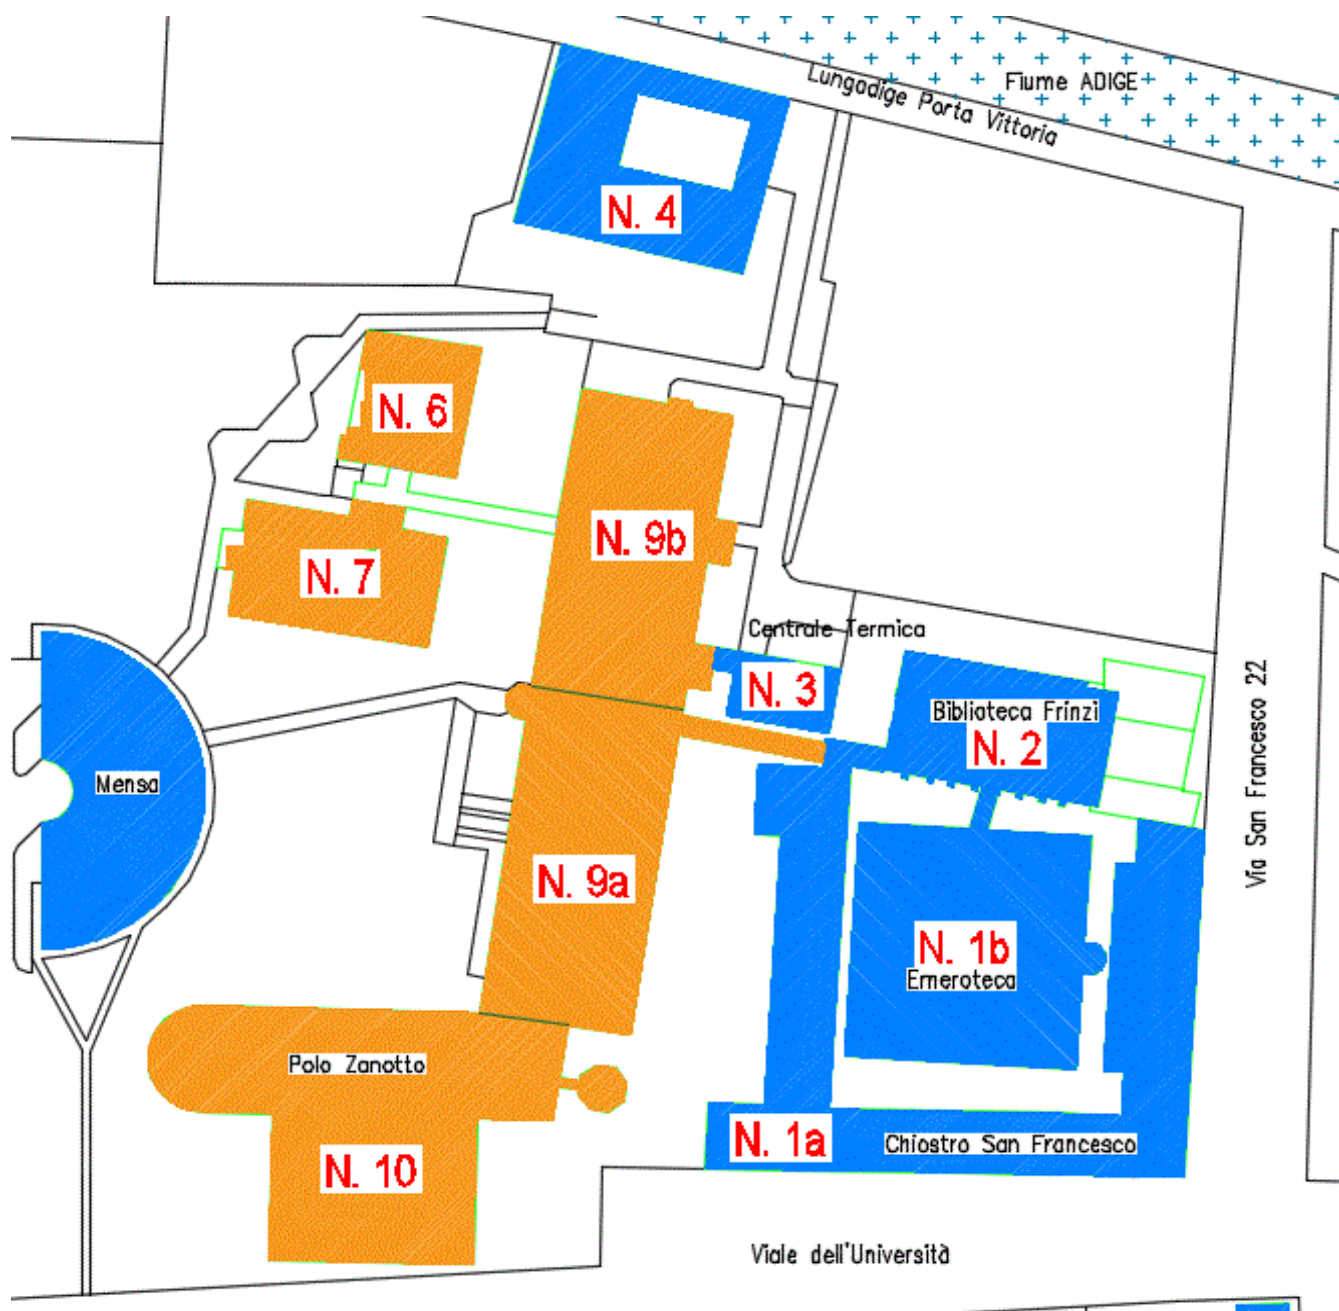 Fiume ADIGE
Lungodige Porta Vittoria
N. 4
N. 6
N. 9b
N. 7
Centrale Termica
N. 3
Biblioteca Frinzi
N. 2
Via San Francesco 22
Mensa
N. 9a
N. 1b
Emeroteca
Polo Zanotto
N. 1a
Chiostro San Francesco
N. 10
Viale dell'Università